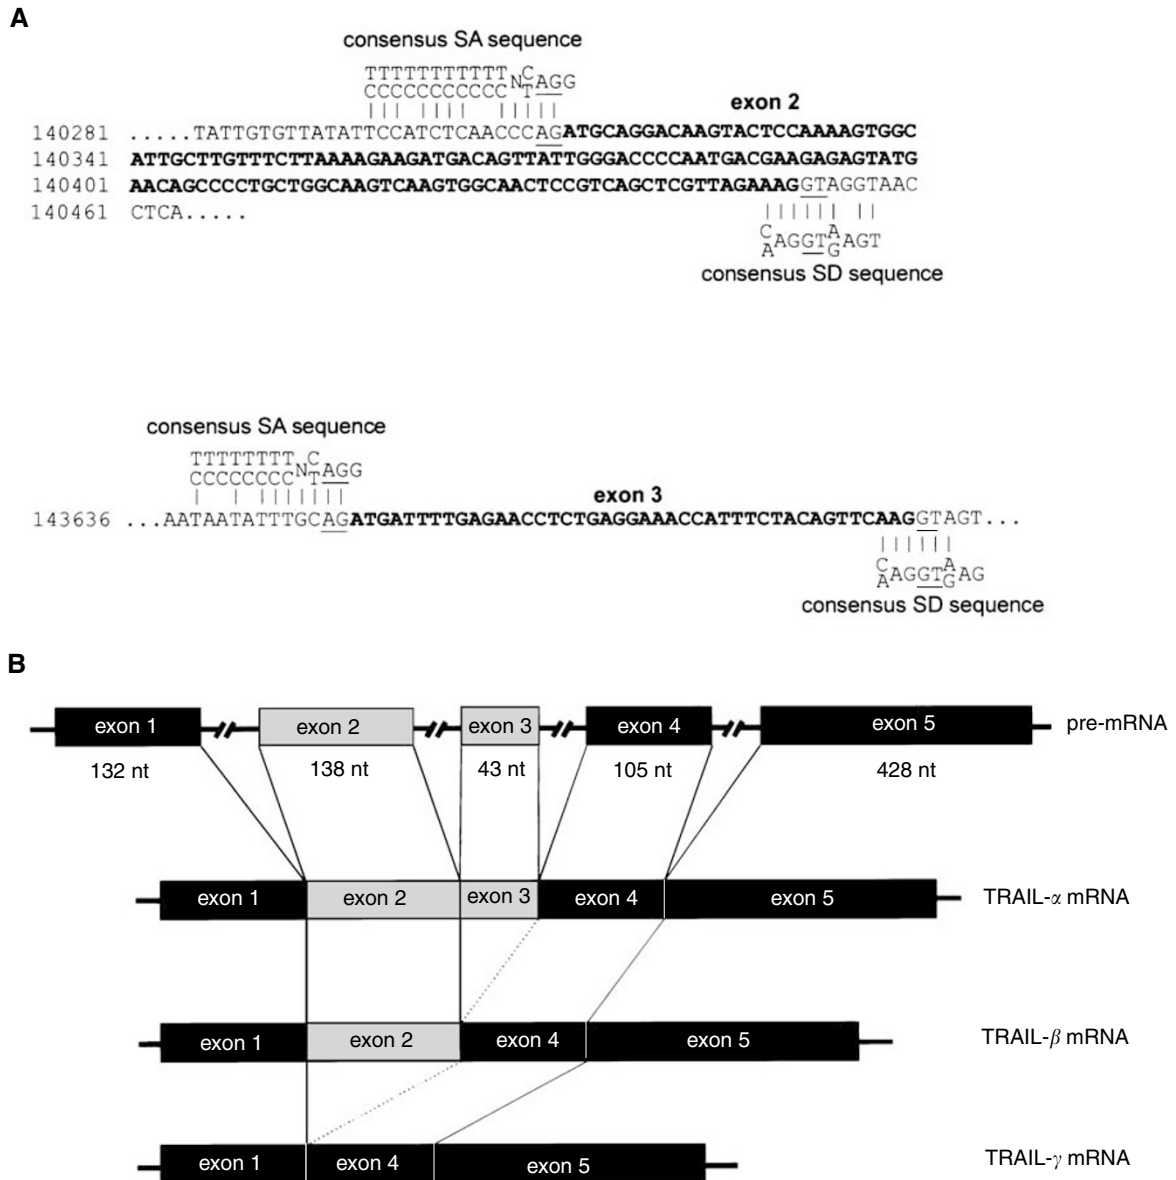 A
consensus SA sequence
TTTTTTTTTTT C
CCCCCCCCCCC N T AGG
exon 2
140281 .....TATTGTGTTATATTCCATCTCAACCCAGATGCAGGACAAGTACTCCAAAAGTGGC
140341 ATTGCTTGTTTCTTAAAAGAAGATGACAGTTATTGGGACCCCAATGACGAAGAGAGTATG
140401 AACAGCCCCTGCTGGCAAGTCAAGTGGCAACTCCGTCAGCTCGTTAGAAAGGTAGGTAAC
140461 CTCA.....
C A
A AGGT G AGT
consensus SD sequence
consensus SA sequence
TTTTTTTT C
CCCCCCCC N T AGG
exon 3
143636 ...AATAATATTTGCAGATGATTTTGAGAACCTCTGAGGAAACCATTTCTACAGTTCAAGGTAGT...
C A
A AGGT G AG
consensus SD sequence
B
exon 1 exon 2 exon 3 exon 4 exon 5 pre-mRNA
132 nt 138 nt 43 nt 105 nt 428 nt
exon 1 exon 2 exon 3 exon 4 exon 5 TRAIL-α mRNA
exon 1 exon 2 exon 4 exon 5 TRAIL-β mRNA
exon 1 exon 4 exon 5 TRAIL-γ mRNA